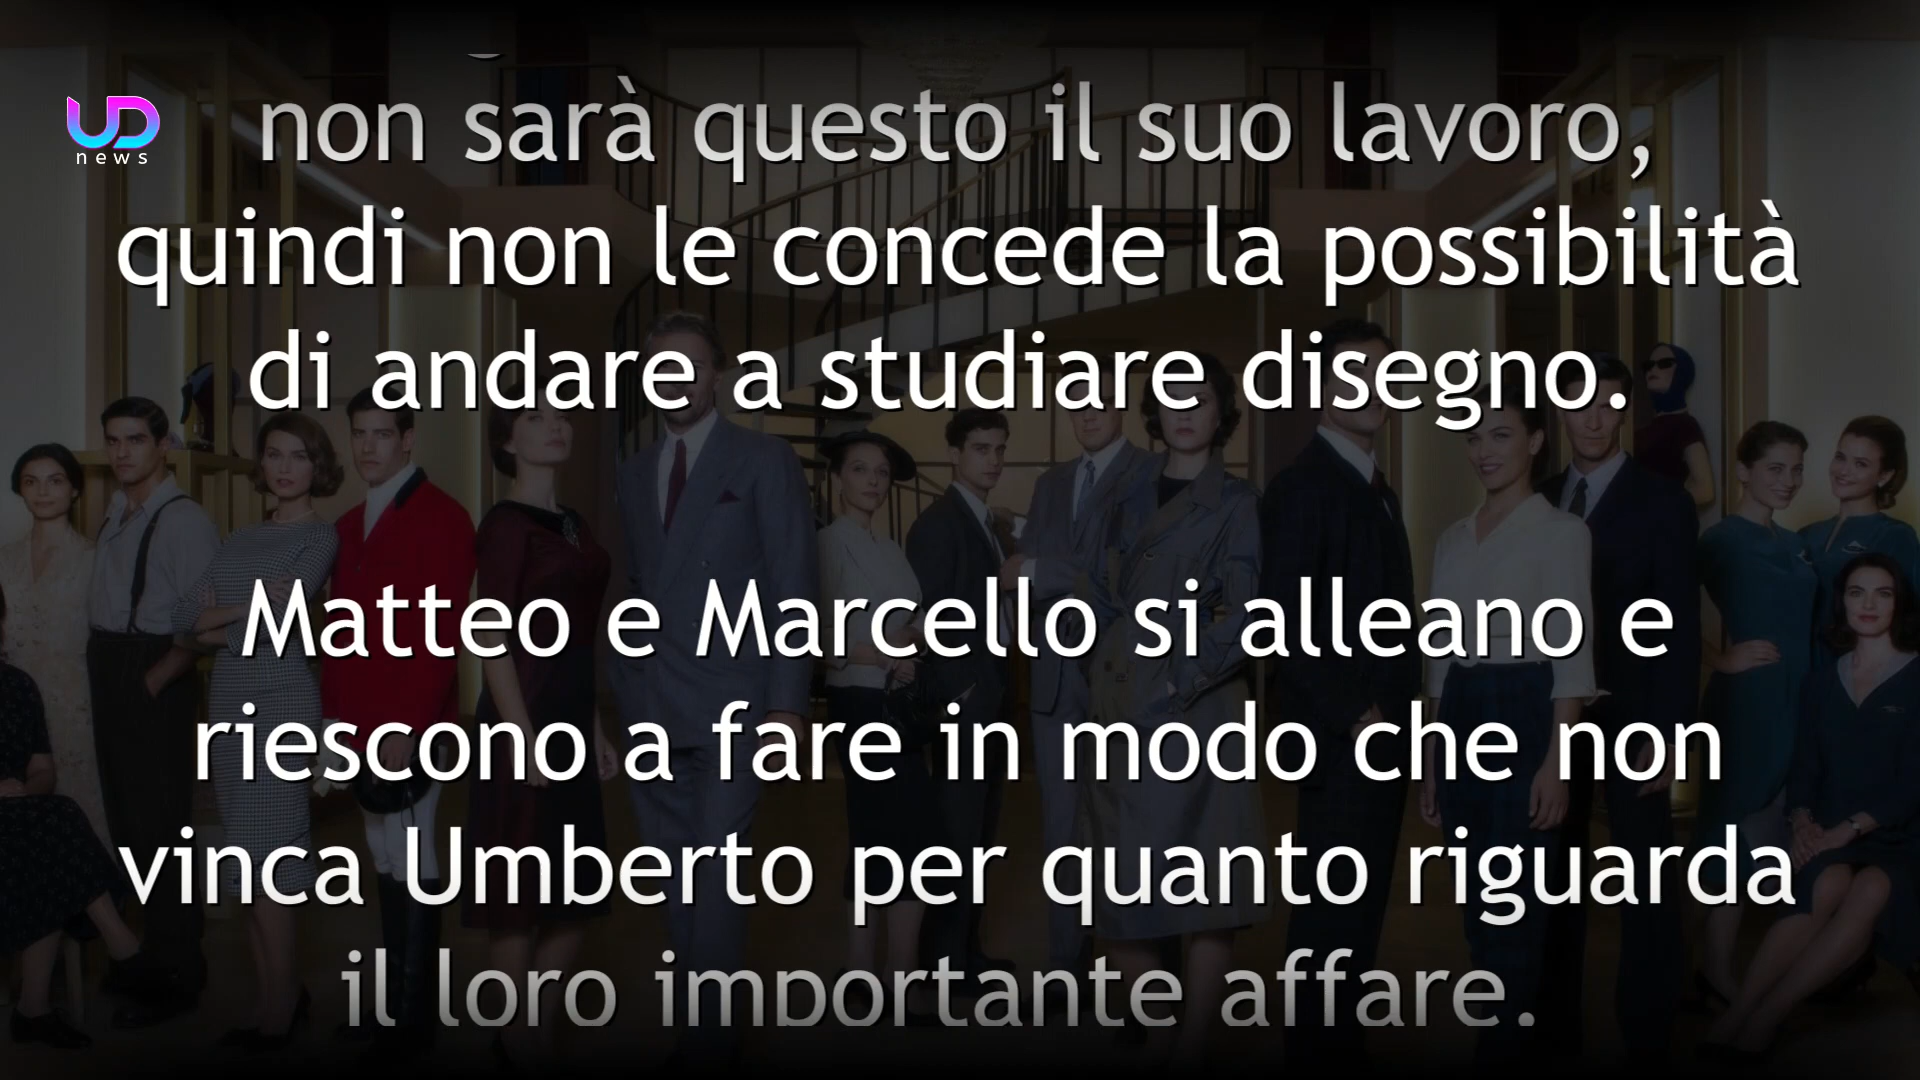 UD
news
non sarà questo il suo lavoro,
quindi non le concede la possibilità
di andare a studiare disegno.
Matteo e Marcello si alleano e
riescono a fare in modo che non
vinca Umberto per quanto riguarda
il loro importante affare.